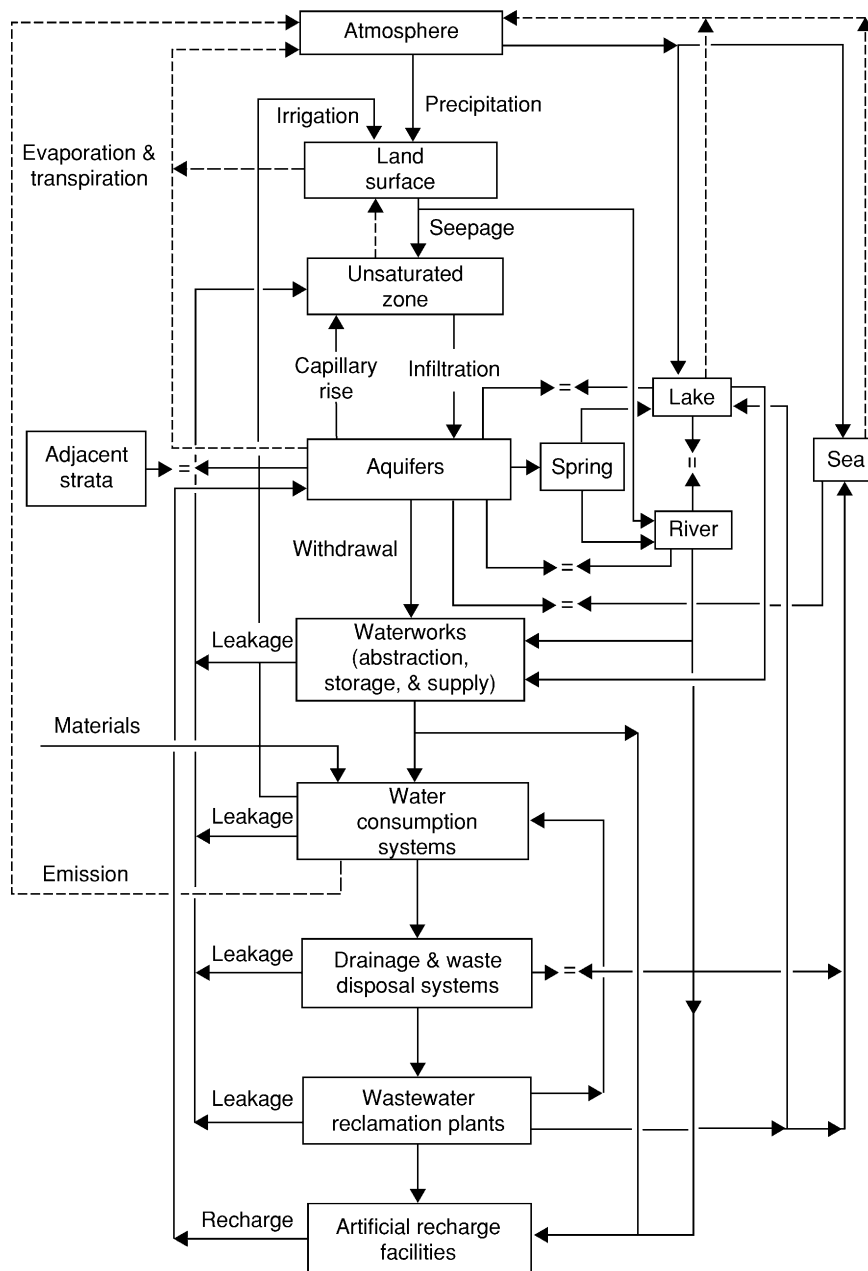 Atmosphere
Precipitation
Irrigation
Evaporation &
transpiration
Land
surface
Seepage
Unsaturated
zone
Capillary
rise
Infiltration
=
Lake
Adjacent
strata
=
Aquifers
Spring
=
Sea
River
Withdrawal
=
=
Leakage
Waterworks
(abstraction,
storage, & supply)
Materials
Leakage
Water
consumption
systems
Emission
Leakage
Drainage & waste
disposal systems
=
Leakage
Wastewater
reclamation plants
Recharge
Artificial recharge
facilities